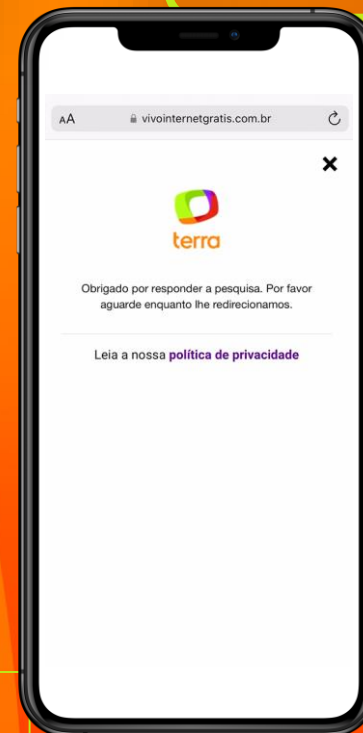 AA vivointernetgratis.com.br
terra
Obrigado por responder a pesquisa. Por favor
aguarde enquanto lhe redirecionamos.
Leia a nossa política de privacidade